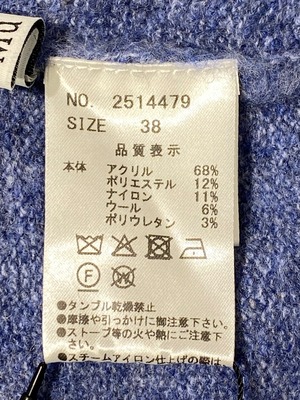 NO. 2514479
SIZE 38
品質表示
本体 アクリル 68%
ポリエステル 12%
ナイロン 11%
ウール 6%
ポリウレタン 3%
F W
●タンブル乾燥禁止
●摩擦や引っかけに御注意下さい。
●ストーブ等の火や熱に御注意
下さい。
●スチームアイロン仕上げの際は